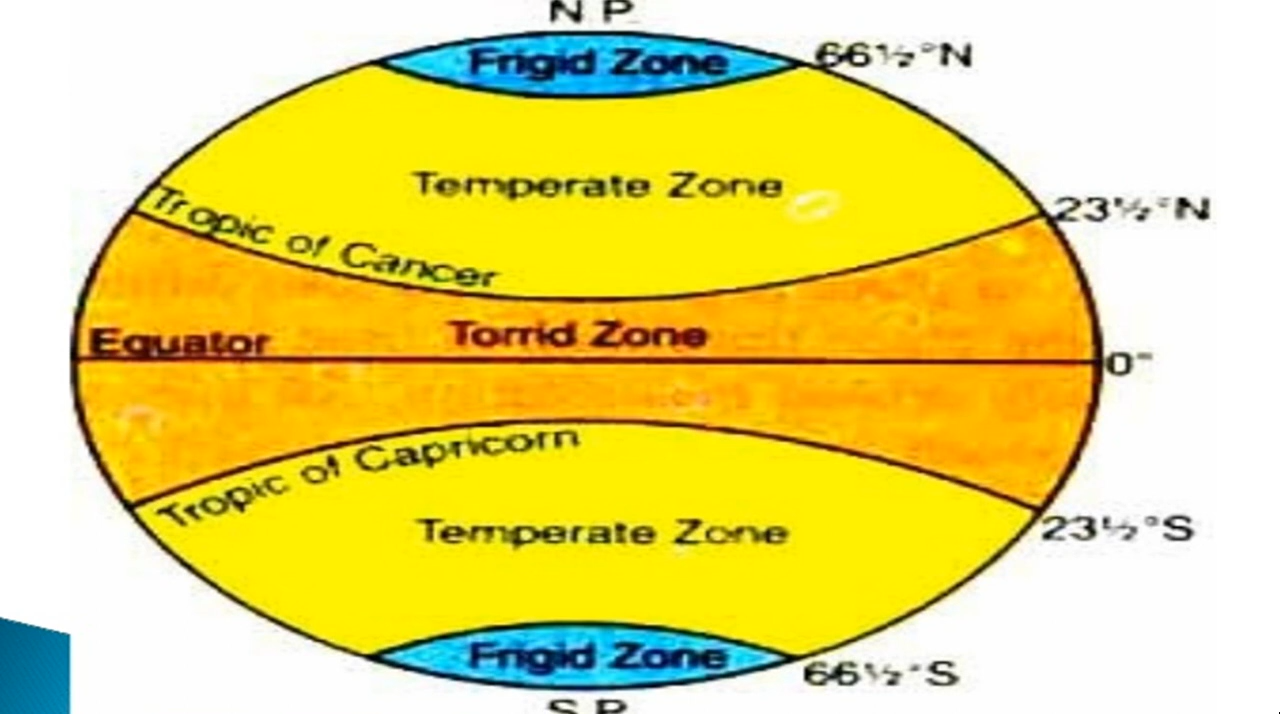 N P
Frigid Zone
66½°N
Temperate Zone
23½°N
Tropic of Cancer
Torrid Zone
Equator
0°
Tropic of Capricorn
Temperate Zone
23½°S
Frigid Zone
66½°S
S P